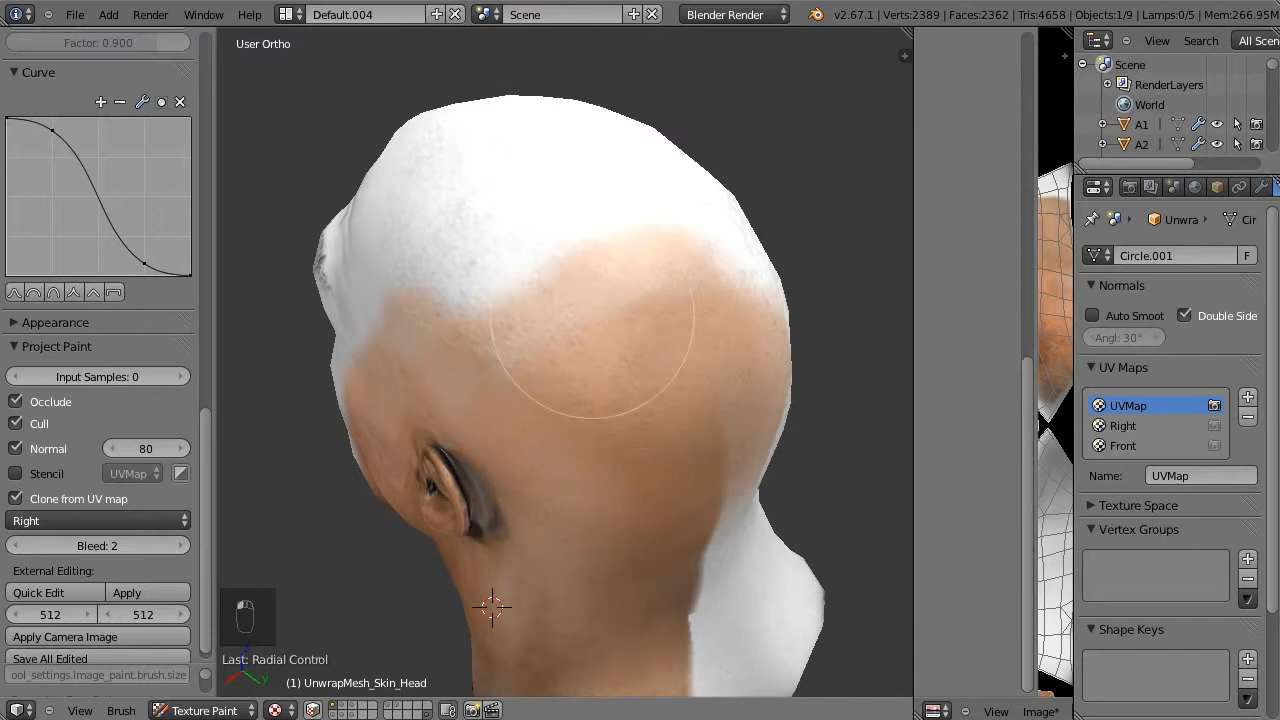 File Add Render Window Help Default.004 Scene Blender Render v2.67.1 | Verts:2389 | Faces:2362 | Tris:4658 | Objects:1/9 | Lamps:0/5 | Mem:266.95M
Factor: 0.900
Curve
Appearance
Project Paint
Input Samples: 0
Occlude
Cull
Normal 80
Stencil UVMap
Clone from UV map
Right
Bleed: 2
External Editing:
Quick Edit Apply
512 512
Apply Camera Image
Save All Edited
ool_settings.image_paint.brush.size
User Ortho
Last: Radial Control
(1) UnwrapMesh_Skin_Head
View Brush Texture Paint
View Image*
View Search All Scen
Scene
RenderLayers
World
A1
A2
Unwra Cir
Circle.001 F
Normals
Auto Smoot Double Side
Angl: 30°
UV Maps
UVMap
Right
Front
Name: UVMap
Texture Space
Vertex Groups
Shape Keys